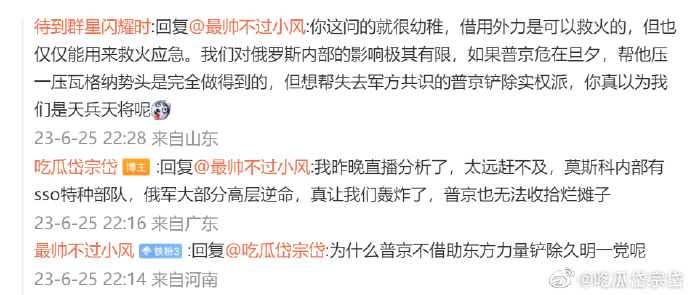 待到群星闪耀时:回复@最帅不过小风:你这问的就很幼稚，借用外力是可以救火的，但也
仅仅能用来救火应急。我们对俄罗斯内部的影响极其有限，如果普京危在旦夕，帮他压
一压瓦格纳势头是完全做得到的，但想帮失去军方共识的普京铲除实权派，你真以为我
们是天兵天将呢
23-6-25 22:28 来自山东
吃瓜岱宗岱 博主 :回复@最帅不过小风:我昨晚直播分析了，太远赶不及，莫斯科内部有
sso特种部队，俄军大部分高层逆命，真让我们轰炸了，普京也无法收拾烂摊子
23-6-25 22:16 来自广东
最帅不过小风 铁粉3 :回复@吃瓜岱宗岱:为什么普京不借助东方力量铲除久明一党呢
23-6-25 22:14 来自河南
@吃瓜岱宗岱